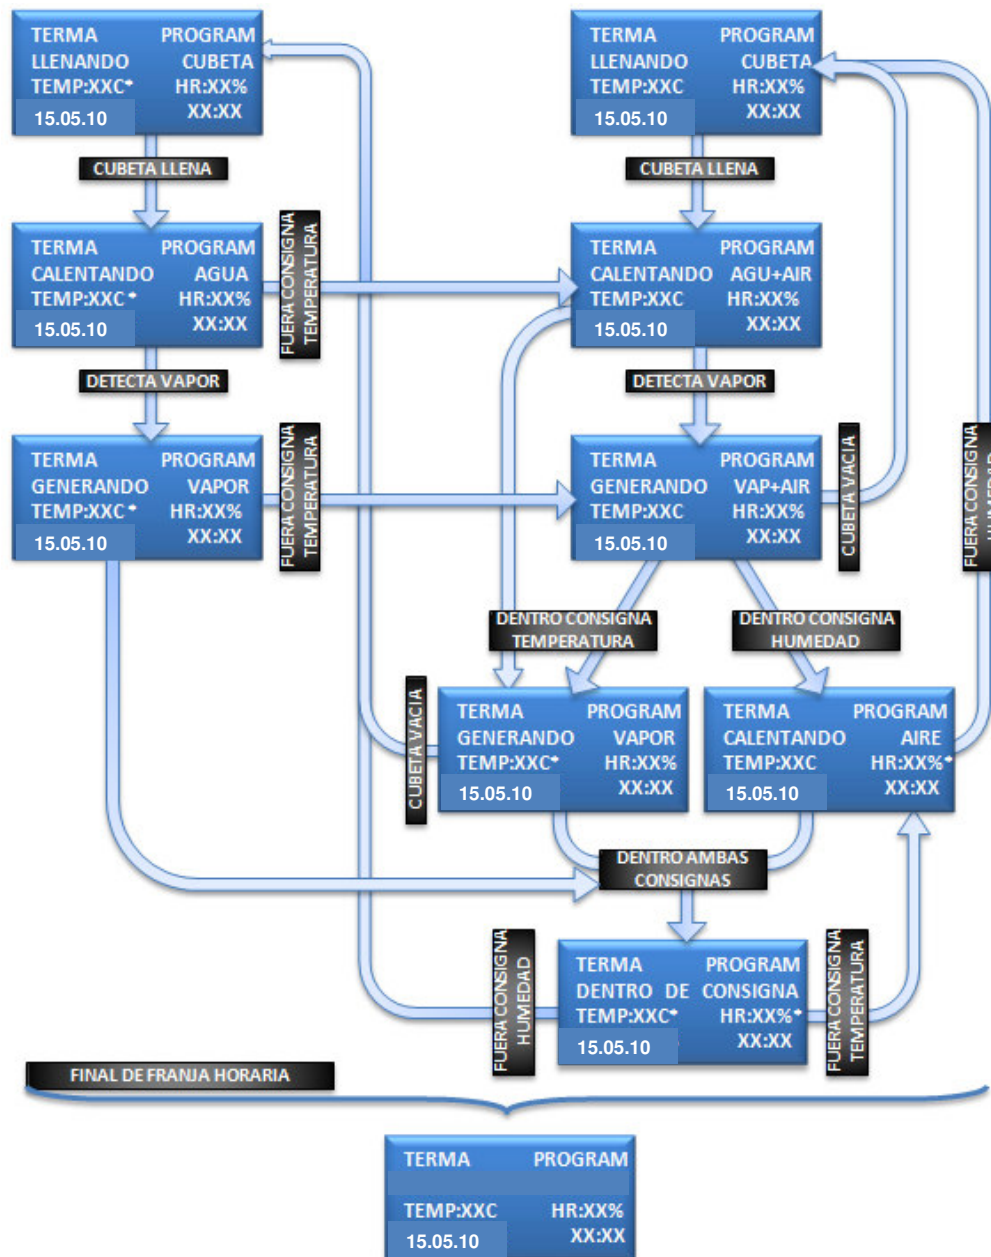 TERMA PROGRAM
LLENANDO CUBETA
TEMP:XXC* HR:XX%
15.05.10 XX:XX
TERMA PROGRAM
LLENANDO CUBETA
TEMP:XXC HR:XX%
15.05.10 XX:XX
CUBETA LLENA
CUBETA LLENA
TERMA PROGRAM
CALENTANDO AGUA
TEMP:XXC* HR:XX%
15.05.10 XX:XX
FUERA CONSIGNA
TEMPERATURA
TERMA PROGRAM
CALENTANDO AGU+AIR
TEMP:XXC HR:XX%
15.05.10 XX:XX
DETECTA VAPOR
DETECTA VAPOR
TERMA PROGRAM
GENERANDO VAPOR
TEMP:XXC* HR:XX%
15.05.10 XX:XX
FUERA CONSIGNA
TEMPERATURA
TERMA PROGRAM
GENERANDO VAP+AIR
TEMP:XXC HR:XX%
15.05.10 XX:XX
CUBETA VACIA
FUERA CONSIGNA
HUMEDAD
DENTRO CONSIGNA
TEMPERATURA
DENTRO CONSIGNA
HUMEDAD
CUBETA VACIA
TERMA PROGRAM
GENERANDO VAPOR
TEMP:XXC* HR:XX%
15.05.10 XX:XX
TERMA PROGRAM
CALENTANDO AIRE
TEMP:XXC HR:XX%*
15.05.10 XX:XX
DENTRO AMBAS
CONSIGNAS
FUERA CONSIGNA
HUMEDAD
TERMA PROGRAM
DENTRO DE CONSIGNA
TEMP:XXC* HR:XX%*
15.05.10 XX:XX
FUERA CONSIGNA
TEMPERATURA
FINAL DE FRANJA HORARIA
TERMA PROGRAM
TEMP:XXC HR:XX%
15.05.10 XX:XX